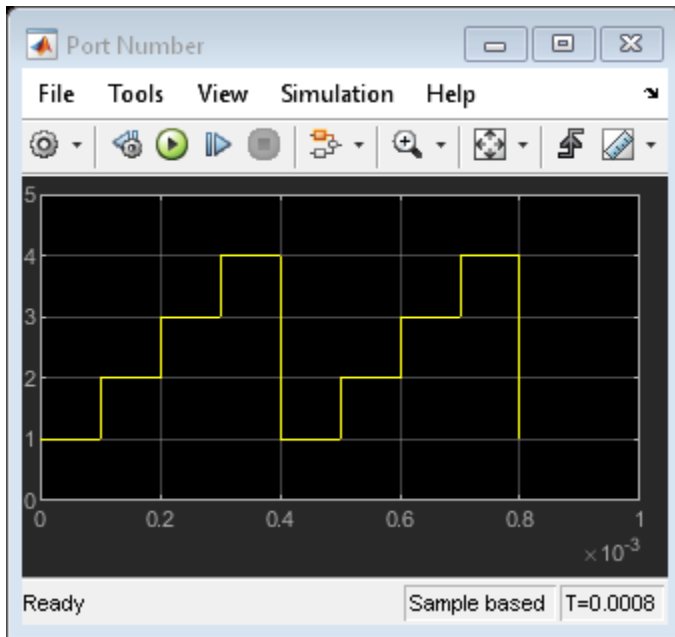 Port Number
File Tools View Simulation Help
5
4
3
2
1
0
0 0.2 0.4 0.6 0.8 1
×10-3
Ready Sample based T=0.0008